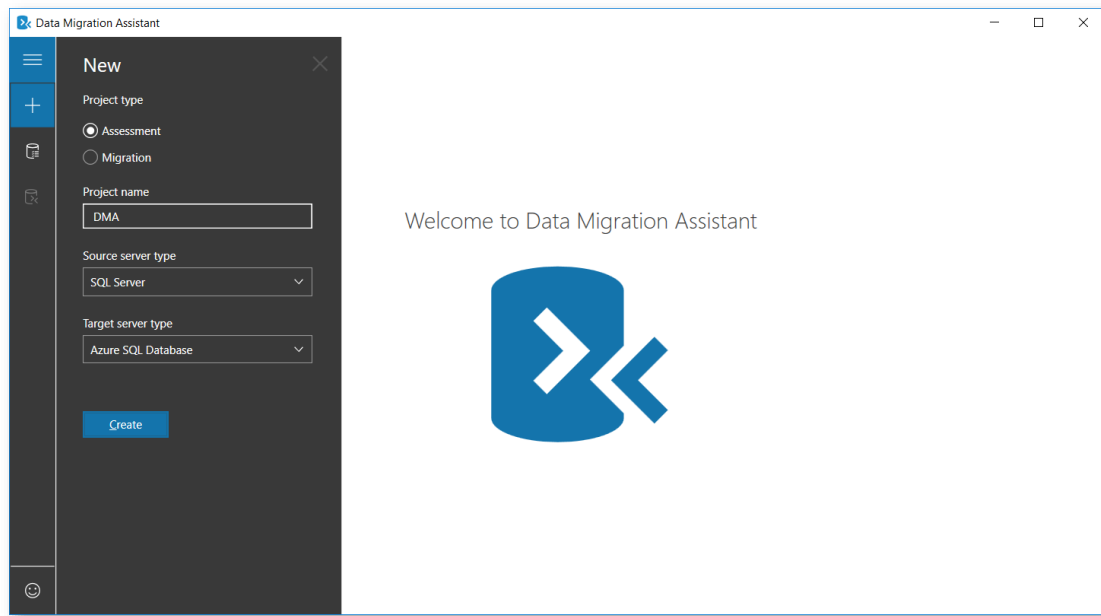 Data Migration Assistant
New
Project type
Assessment
Migration
Project name
DMA
Source server type
SQL Server
Target server type
Azure SQL Database
Create
Welcome to Data Migration Assistant